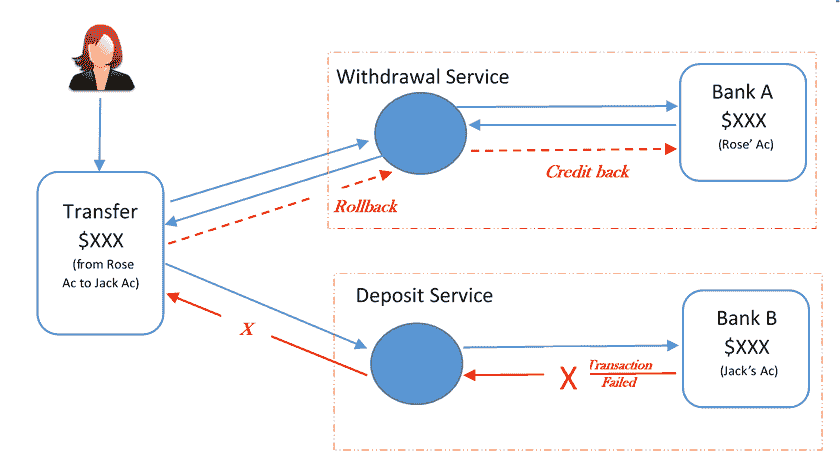 Withdrawal Service
Bank A
$XXX
(Rose' Ac)
Credit back
Rollback
Transfer
$XXX
(from Rose
Ac to Jack Ac)
X
Deposit Service
Bank B
$XXX
(Jack's Ac)
X
Transaction
Failed